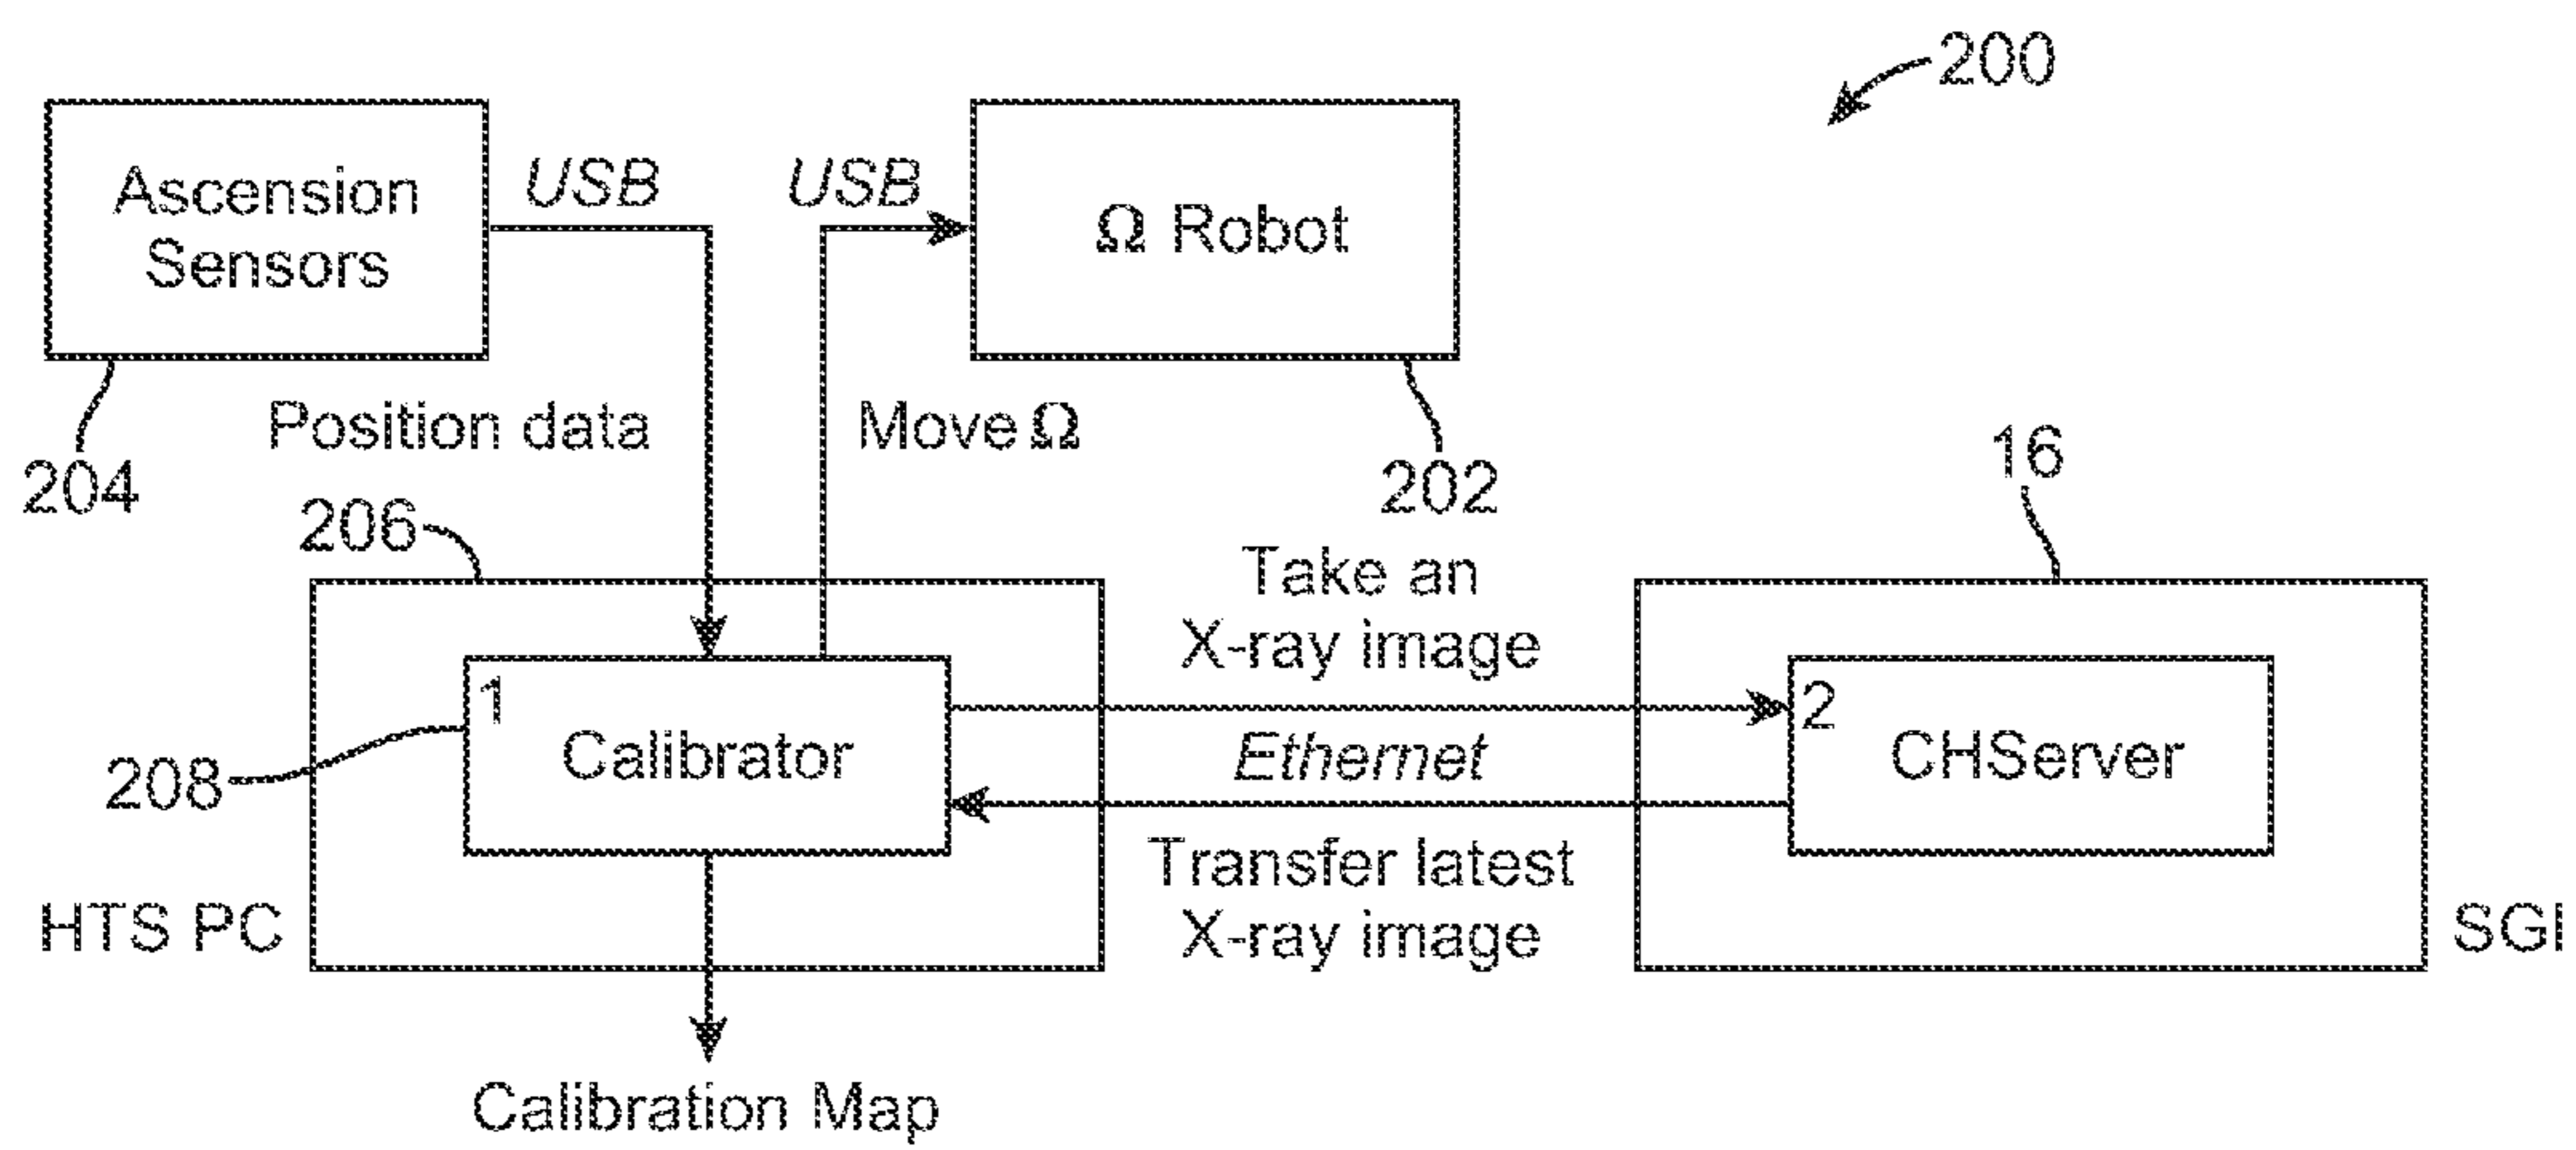 200
Ascension
Sensors
USB
USB
Ω Robot
Position data
Move Ω
204
202
16
206
Take an
X-ray image
1
2
Calibrator
Ethernet
CHServer
208
Transfer latest
X-ray image
HTS PC
SGI
Calibration Map